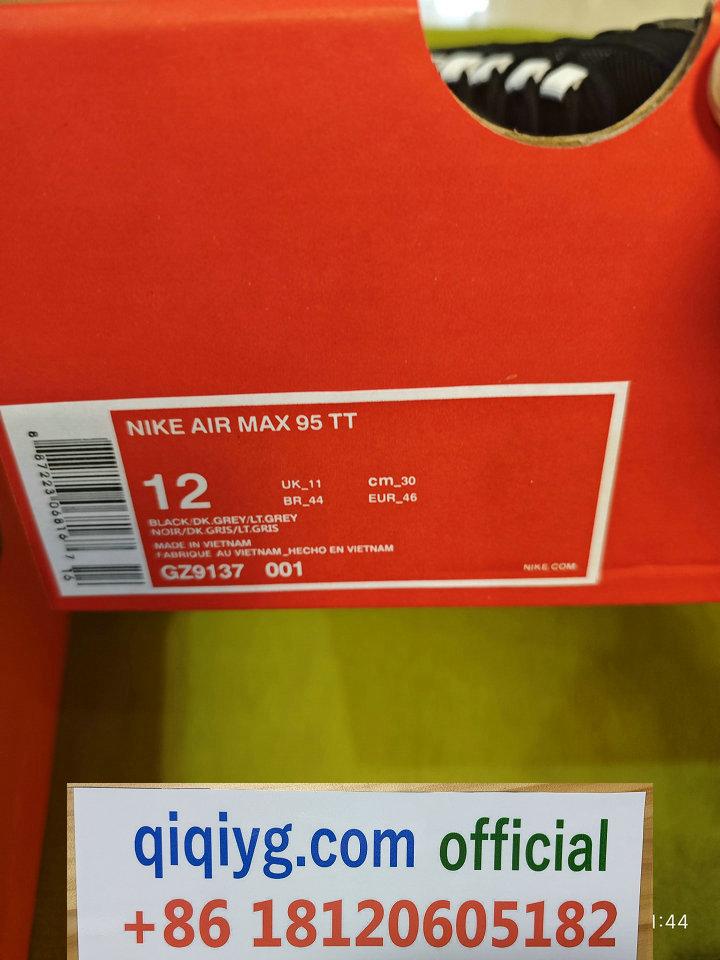 NIKE AIR MAX 95 TT
12
UK_11 cm_30
BR_44 EUR_46
BLACK/DK.GREY/LT.GREY
NOIR/DK.GRIS/LT.GRIS
MADE IN VIETNAM
FABRIQUE AU VIETNAM_HECHO EN VIETNAM
GZ9137 001
NIKE.COM
qiqiyg.com official
+86 18120605182
1:44